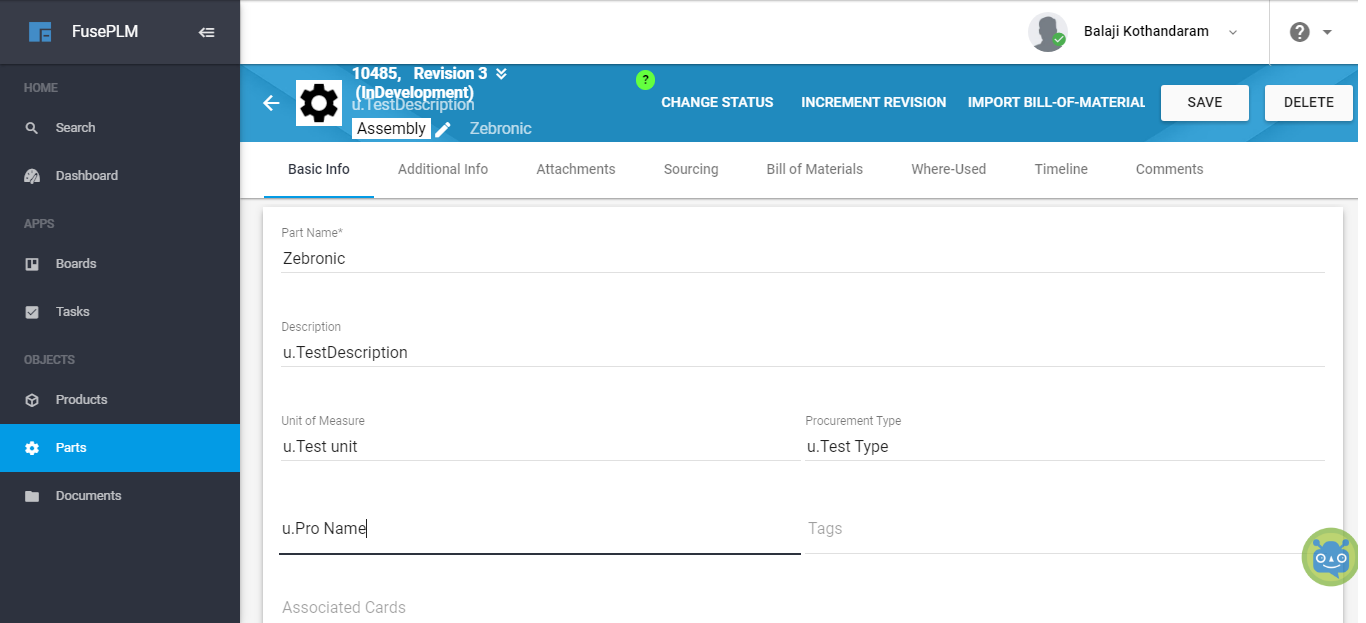 FusePLM
HOME
Search
Dashboard
APPS
Boards
Tasks
OBJECTS
Products
Parts
Documents
Balaji Kothandaram
?
10485, Revision 3
(InDevelopment)
u.TestDescription
Assembly Zebronic
?
CHANGE STATUS INCREMENT REVISION IMPORT BILL-OF-MATERIAL SAVE DELETE
Basic Info Additional Info Attachments Sourcing Bill of Materials Where-Used Timeline Comments
Part Name*
Zebronic
Description
u.TestDescription
Unit of Measure Procurement Type
u.Test unit u.Test Type
u.Pro Name Tags
Associated Cards